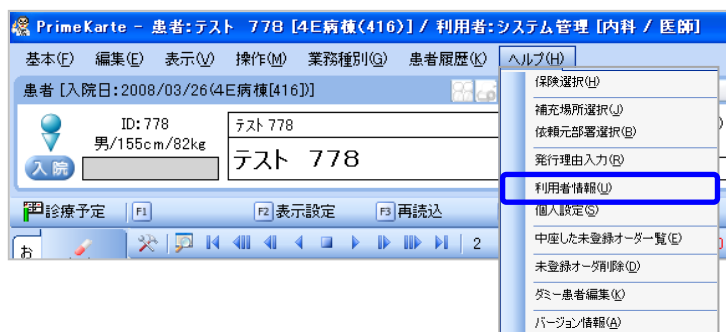 PrimeKarte - 患者:テスト 778 [4E病棟(416)] / 利用者:システム管理 [内科 / 医師]
基本(F) 編集(E) 表示(V) 操作(M) 業務種別(G) 患者履歴(K) ヘルプ(H)
患者 [入院日:2008/03/26(4E病棟[416])]
ID:778
男/155cm/82kg
入院
テスト 778
テスト 778
診療予定 F1 F2 表示設定 F3 再読込
お
2
保険選択(H)
補充場所選択(J)
依頼元部署選択(B)
発行理由入力(R)
利用者情報(U)
個人設定(S)
中座した未登録オーダ一覧(E)
未登録オーダ削除(D)
ダミー患者編集(K)
バージョン情報(A)